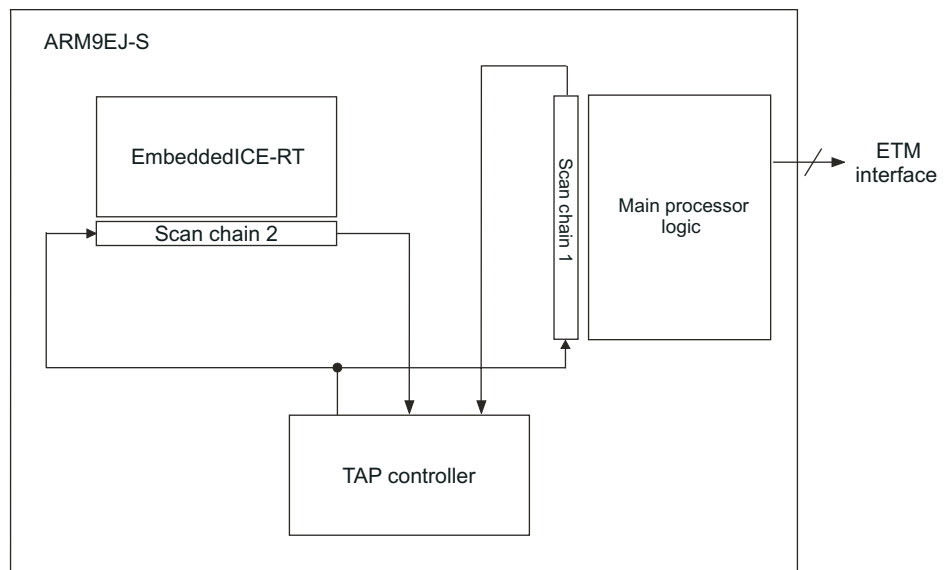 ARM9EJ-S
EmbeddedICE-RT
Scan chain 2
Scan chain 1
Main processor
logic
ETM
interface
TAP controller